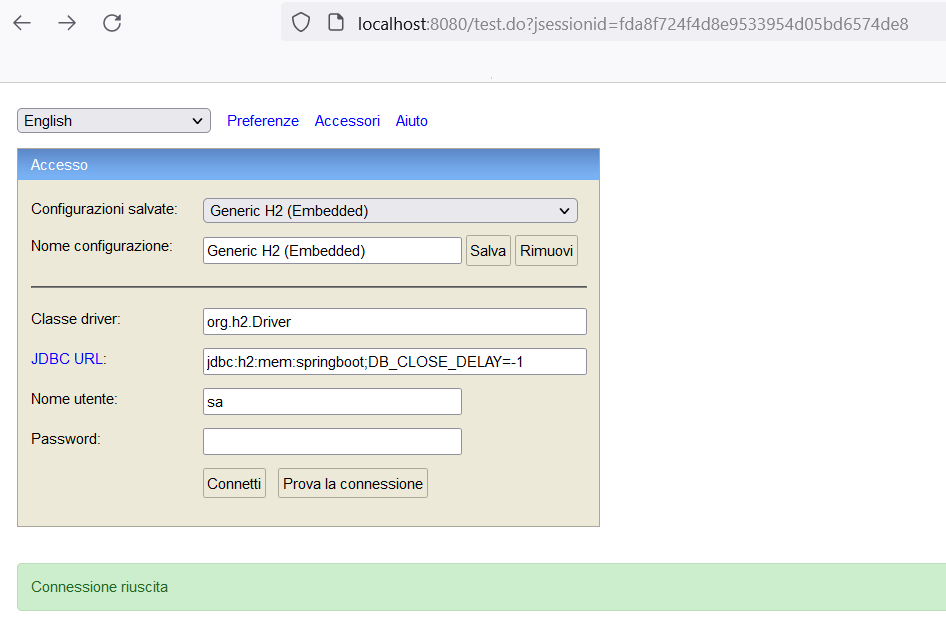 localhost:8080/test.do?jsessionid=fda8f724f4d8e9533954d05bd6574de8
English Preferenze Accessori Aiuto
Accesso
Configurazioni salvate: Generic H2 (Embedded)
Nome configurazione: Generic H2 (Embedded) Salva Rimuovi
Classe driver: org.h2.Driver
JDBC URL: jdbc:h2:mem:springboot;DB_CLOSE_DELAY=-1
Nome utente: sa
Password:
Connetti Prova la connessione
Connessione riuscita